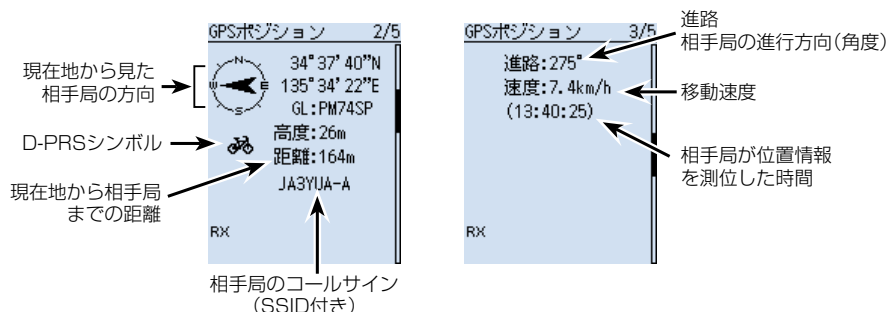 GPSポジション 2/5
N
W
E
S
34°37'40"N
135°34'22"E
GL:PM74SP
高度:26m
距離:164m
JA3YUA-A
RX
現在地から見た
相手局の方向
D-PRSシンボル
現在地から相手局
までの距離
相手局のコールサイン
(SSID付き)
GPSポジション 3/5
進路:275°
速度:7.4km/h
(13:40:25)
RX
進路
相手局の進行方向(角度)
移動速度
相手局が位置情報
を測位した時間